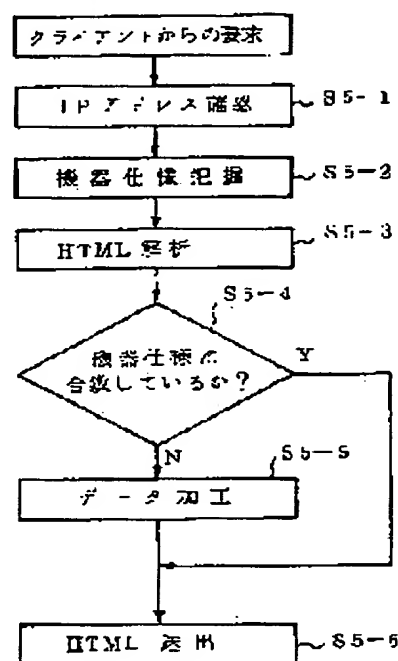 クライアントからの要求
IPアドレス確認
S5-1
機器仕様把握
S5-2
HTML解析
S5-3
S5-4
機器仕様に
合致しているか?
Y
N
S5-5
データ加工
HTML送出
S5-6